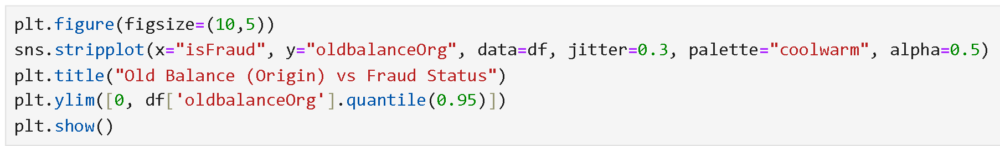 plt.figure(figsize=(10,5))
sns.stripplot(x="isFraud", y="oldbalanceOrg", data=df, jitter=0.3, palette="coolwarm", alpha=0.5)
plt.title("Old Balance (Origin) vs Fraud Status")
plt.ylim([0, df['oldbalanceOrg'].quantile(0.95)])
plt.show()